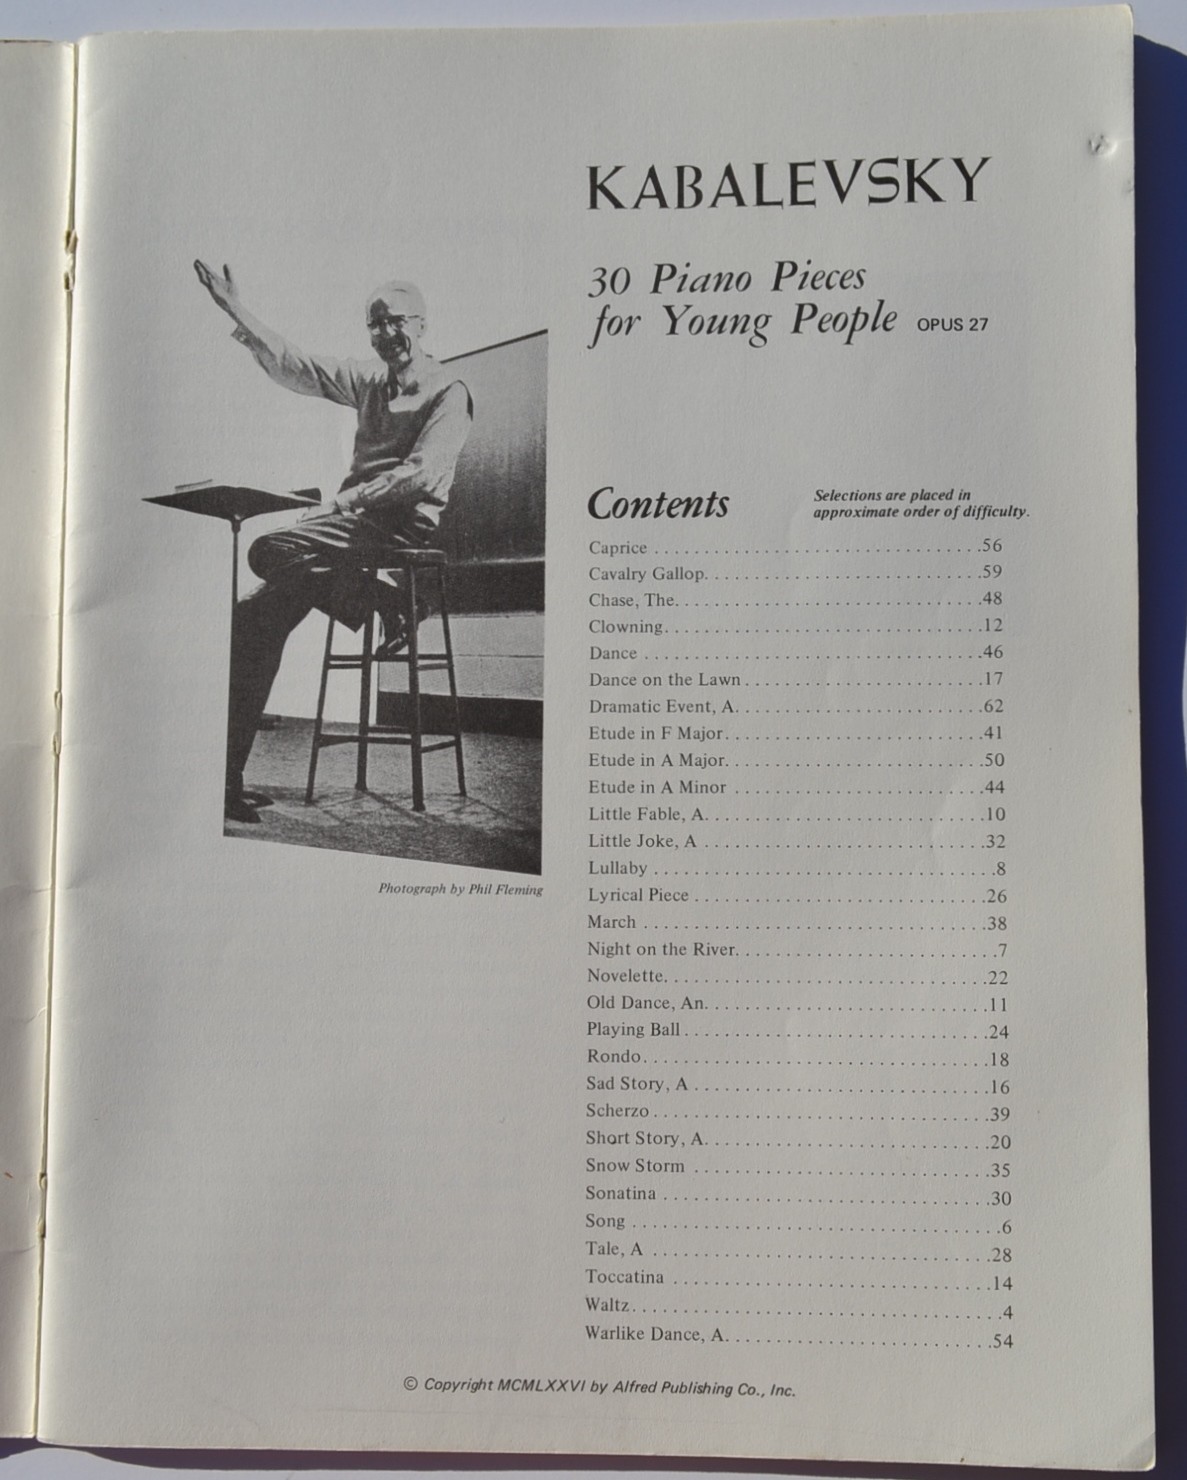 KABALEVSKY
30 Piano Pieces
for Young People OPUS 27
Contents
Selections are placed in
approximate order of difficulty.
Caprice . . . . . . . . . . . . . . . . . . . . . . . . . . . . . . . . .56
Cavalry Gallop. . . . . . . . . . . . . . . . . . . . . . . . . . . .59
Chase, The. . . . . . . . . . . . . . . . . . . . . . . . . . . . . . .48
Clowning. . . . . . . . . . . . . . . . . . . . . . . . . . . . . . . .12
Dance . . . . . . . . . . . . . . . . . . . . . . . . . . . . . . . . . .46
Dance on the Lawn . . . . . . . . . . . . . . . . . . . . . . . .17
Dramatic Event, A. . . . . . . . . . . . . . . . . . . . . . . . .62
Etude in F Major. . . . . . . . . . . . . . . . . . . . . . . . . .41
Etude in A Major. . . . . . . . . . . . . . . . . . . . . . . . . .50
Etude in A Minor . . . . . . . . . . . . . . . . . . . . . . . . .44
Little Fable, A. . . . . . . . . . . . . . . . . . . . . . . . . . . .10
Little Joke, A . . . . . . . . . . . . . . . . . . . . . . . . . . . .32
Lullaby . . . . . . . . . . . . . . . . . . . . . . . . . . . . . . . . . .8
Lyrical Piece . . . . . . . . . . . . . . . . . . . . . . . . . . . . .26
March . . . . . . . . . . . . . . . . . . . . . . . . . . . . . . . . . .38
Night on the River. . . . . . . . . . . . . . . . . . . . . . . . . .7
Novelette. . . . . . . . . . . . . . . . . . . . . . . . . . . . . . . .22
Old Dance, An. . . . . . . . . . . . . . . . . . . . . . . . . . . .11
Playing Ball . . . . . . . . . . . . . . . . . . . . . . . . . . . . . .24
Rondo. . . . . . . . . . . . . . . . . . . . . . . . . . . . . . . . . .18
Sad Story, A . . . . . . . . . . . . . . . . . . . . . . . . . . . . .16
Scherzo . . . . . . . . . . . . . . . . . . . . . . . . . . . . . . . . .39
Short Story, A. . . . . . . . . . . . . . . . . . . . . . . . . . . .20
Snow Storm . . . . . . . . . . . . . . . . . . . . . . . . . . . . .35
Sonatina . . . . . . . . . . . . . . . . . . . . . . . . . . . . . . . .30
Song . . . . . . . . . . . . . . . . . . . . . . . . . . . . . . . . . . . .6
Tale, A . . . . . . . . . . . . . . . . . . . . . . . . . . . . . . . . .28
Toccatina . . . . . . . . . . . . . . . . . . . . . . . . . . . . . . .14
Waltz. . . . . . . . . . . . . . . . . . . . . . . . . . . . . . . . . . . .4
Warlike Dance, A. . . . . . . . . . . . . . . . . . . . . . . . . .54
Photograph by Phil Fleming
© Copyright MCMLXXVI by Alfred Publishing Co., Inc.